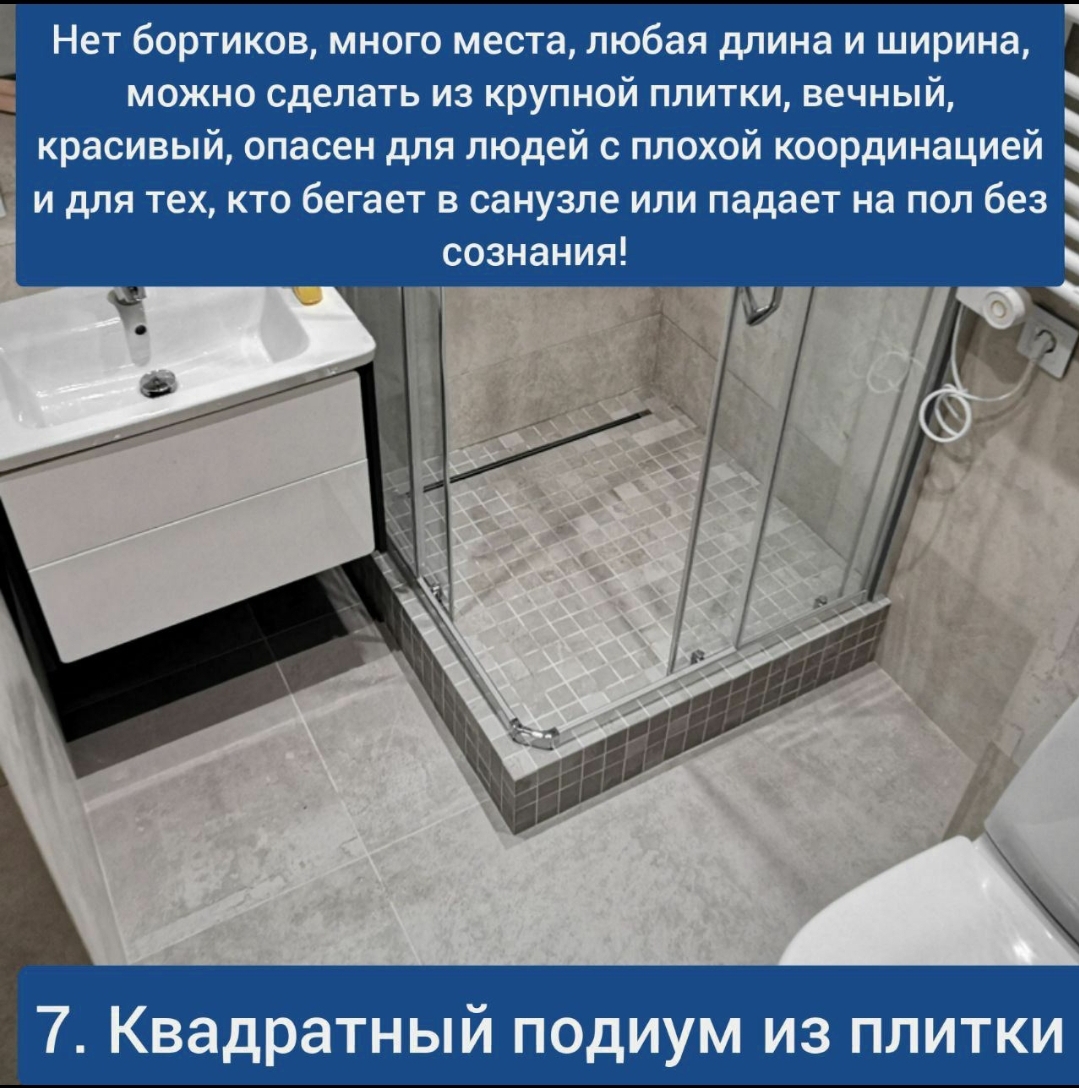 Нет бортиков, много места, любая длина и ширина,
можно сделать из крупной плитки, вечный,
красивый, опасен для людей с плохой координацией
и для тех, кто бегает в санузле или падает на пол без
сознания!
7. Квадратный подиум из плитки